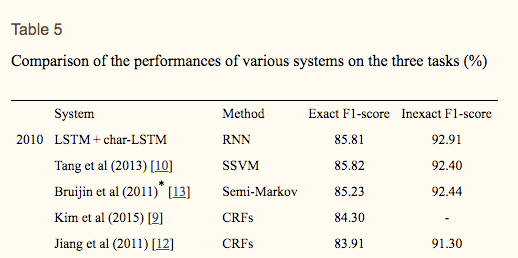 Table 5
Comparison of the performances of various systems on the three tasks (%)
System Method Exact F1-score Inexact F1-score
2010 LSTM + char-LSTM RNN 85.81 92.91
Tang et al (2013) [10] SSVM 85.82 92.40
Bruijin et al (2011)* [13] Semi-Markov 85.23 92.44
Kim et al (2015) [9] CRFs 84.30 -
Jiang et al (2011) [12] CRFs 83.91 91.30